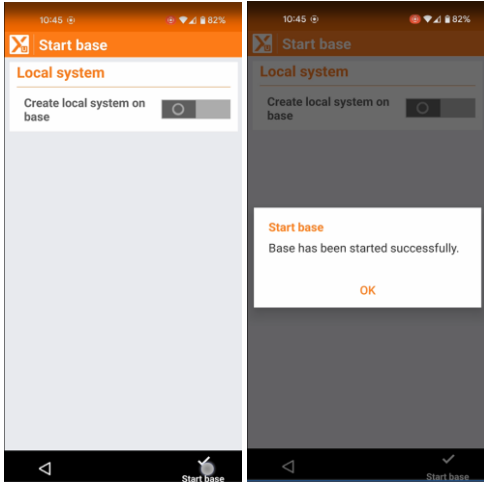 10:45
82%
Start base
Local system
Create local system on
base
Start base
10:45
82%
Start base
Local system
Create local system on
base
Start base
Base has been started successfully.
OK
Start base